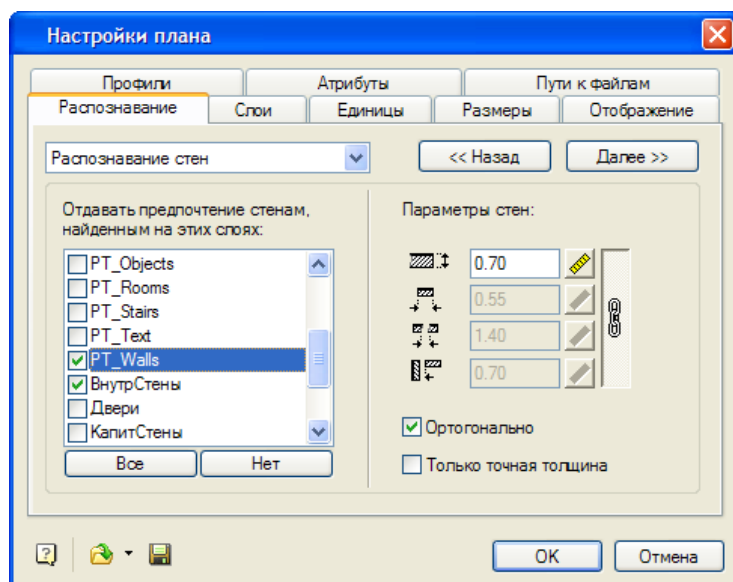 Настройки плана
Профили
Атрибуты
Пути к файлам
Распознавание
Слои
Единицы
Размеры
Отображение
Распознавание стен
<< Назад
Далее >>
Отдавать предпочтение стенам,
найденным на этих слоях:
PT_Objects
PT_Rooms
PT_Stairs
PT_Text
PT_Walls
ВнутрСтены
Двери
КапитСтены
Все
Нет
Параметры стен:
0.70
0.55
1.40
0.70
Ортогонально
Только точная толщина
OK
Отмена